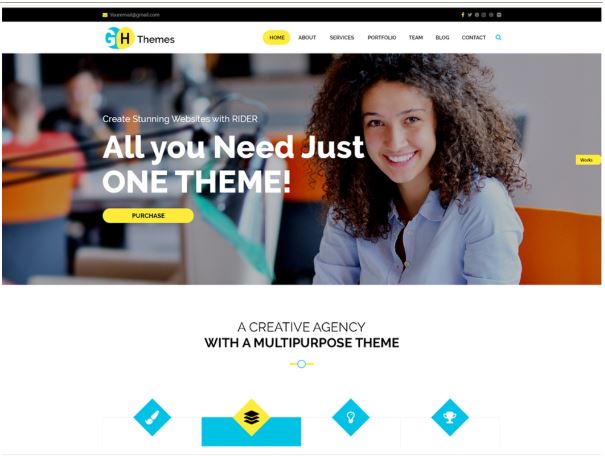 Youremail@gmail.com
GH Themes
HOME ABOUT SERVICES PORTFOLIO TEAM BLOG CONTACT
Create Stunning Websites with RIDER
All you Need Just
ONE THEME!
Works
PURCHASE
A CREATIVE AGENCY
WITH A MULTIPURPOSE THEME